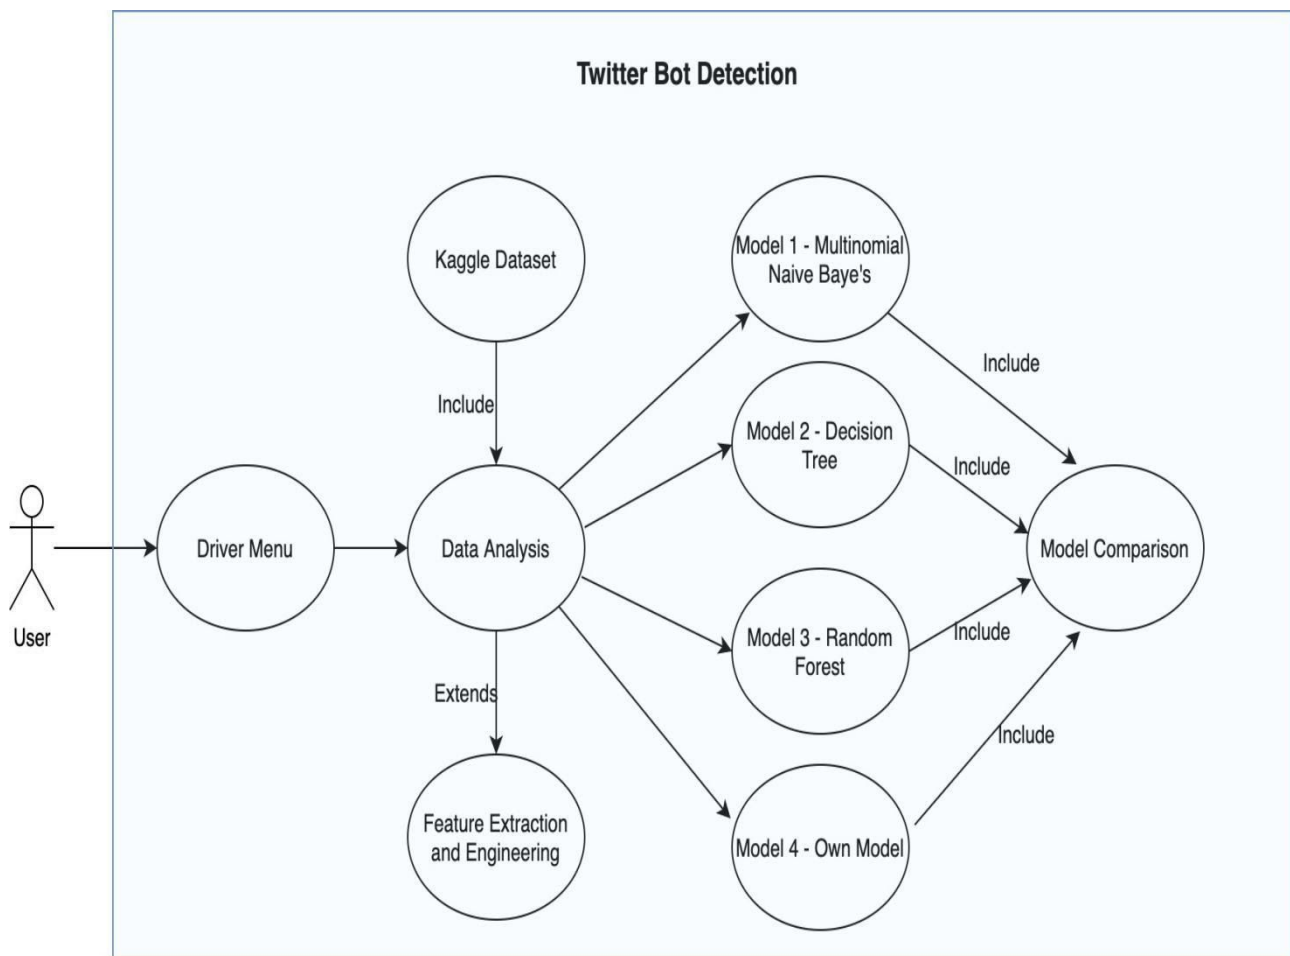 Twitter Bot Detection
Kaggle Dataset
Model 1 - Multinomial
Naive Baye's
Include
Include
Model 2 - Decision
Tree
Include
User
Driver Menu
Data Analysis
Model Comparison
Model 3 - Random
Forest
Include
Extends
Include
Feature Extraction
and Engineering
Model 4 - Own Model